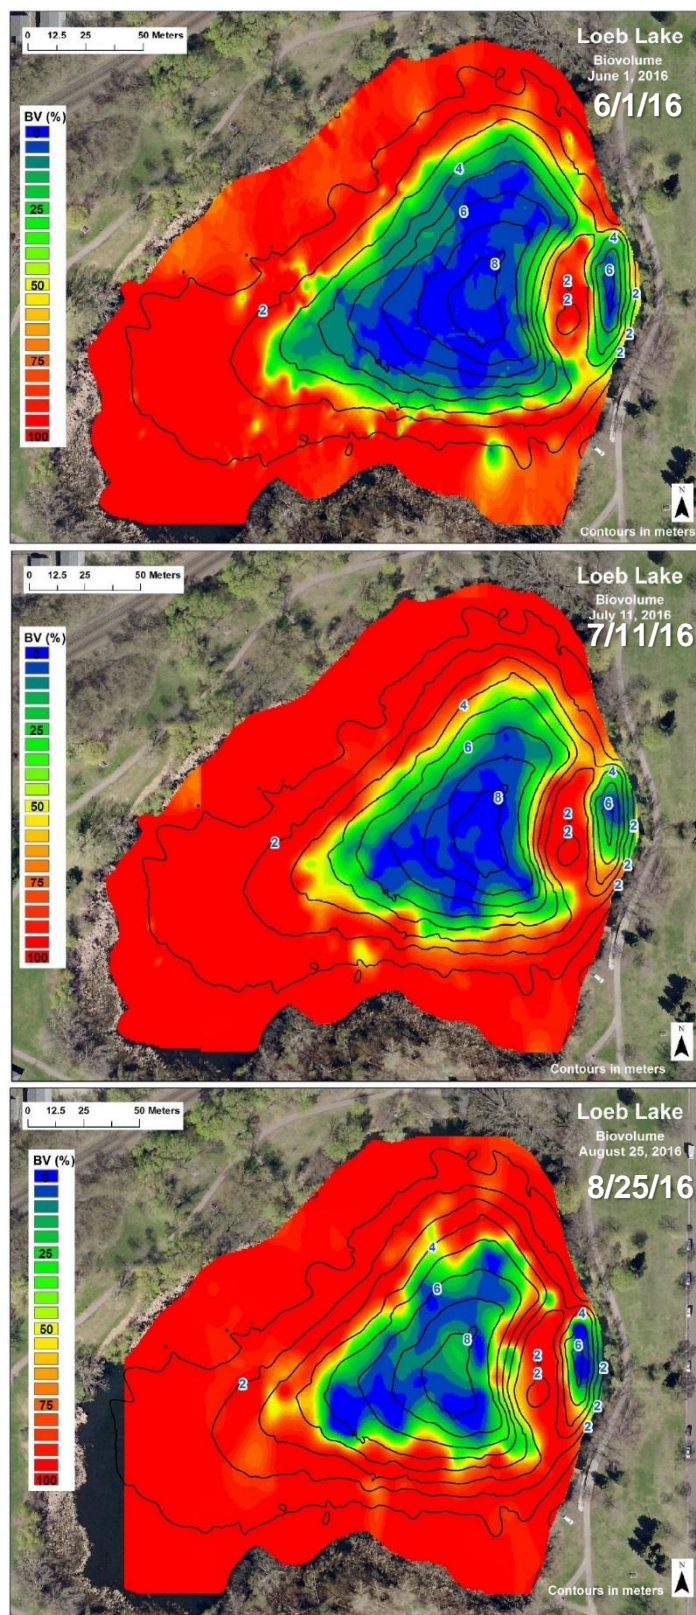 0 12.5 25 50 Meters
Loeb Lake
Biovolume
June 1, 2016
6/1/16
BV (%)
0
25
50
75
100
4
6
8
2
2
2
4
6
2
2
2
N
Contours in meters
0 12.5 25 50 Meters
Loeb Lake
Biovolume
July 11, 2016
7/11/16
BV (%)
0
25
50
75
100
4
6
8
2
2
2
4
6
2
2
2
N
Contours in meters
0 12.5 25 50 Meters
Loeb Lake
Biovolume
August 25, 2016
8/25/16
BV (%)
0
25
50
75
100
4
6
8
2
2
2
4
6
2
2
2
N
Contours in meters